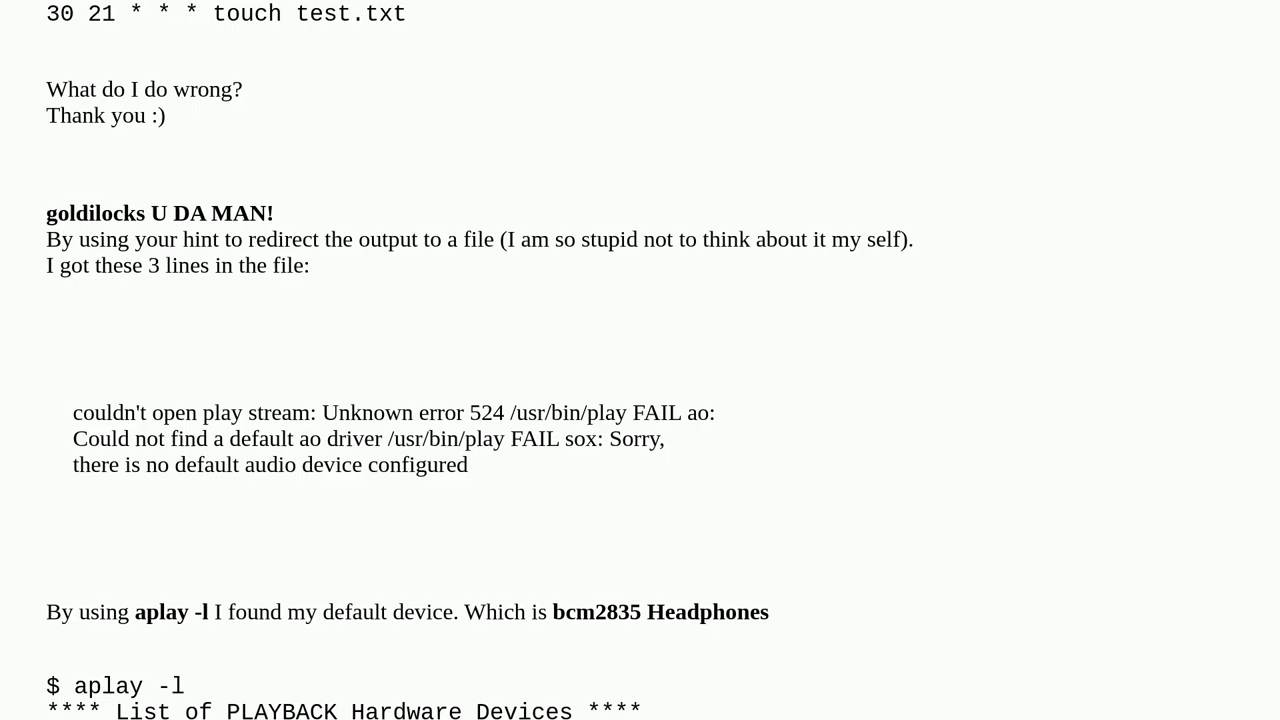 30 21 * * * touch test.txt
What do I do wrong?
Thank you :)
goldilocks U DA MAN!
By using your hint to redirect the output to a file (I am so stupid not to think about it my self).
I got these 3 lines in the file:
couldn't open play stream: Unknown error 524 /usr/bin/play FAIL ao:
Could not find a default ao driver /usr/bin/play FAIL sox: Sorry,
there is no default audio device configured
By using aplay -l I found my default device. Which is bcm2835 Headphones
$ aplay -l
**** List of PLAYBACK Hardware Devices ****